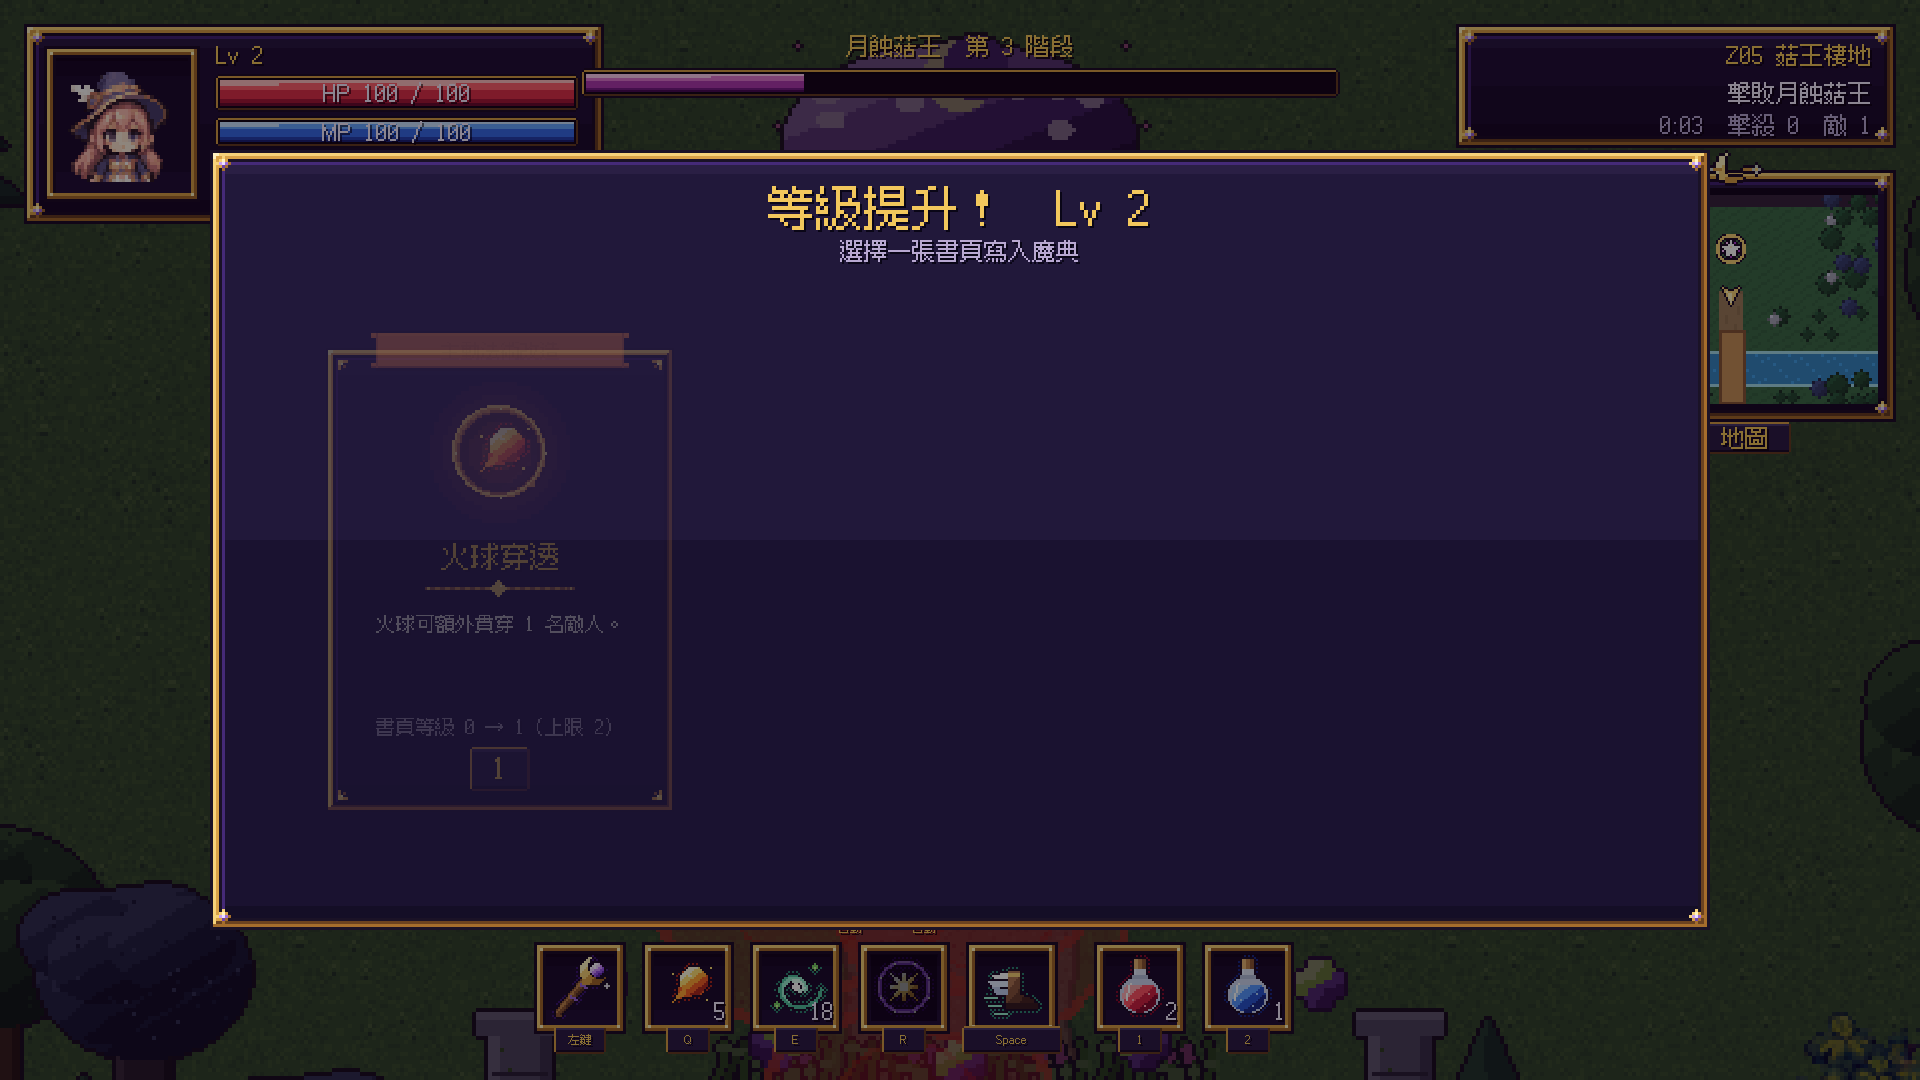 Lv 2
HP 100 / 100
MP 100 / 100
月蝕菇王 第 3 階段
Z05 菇王棲地
擊敗月蝕菇王
0:03 擊殺 0 敵 1
等級提升！ Lv 2
選擇一張書頁寫入魔典
火球穿透
火球可額外貫穿 1 名敵人。
書頁等級 0 → 1 (上限 2)
1
地圖
5
18
2
1
左鍵
Q
E
R
Space
1
2